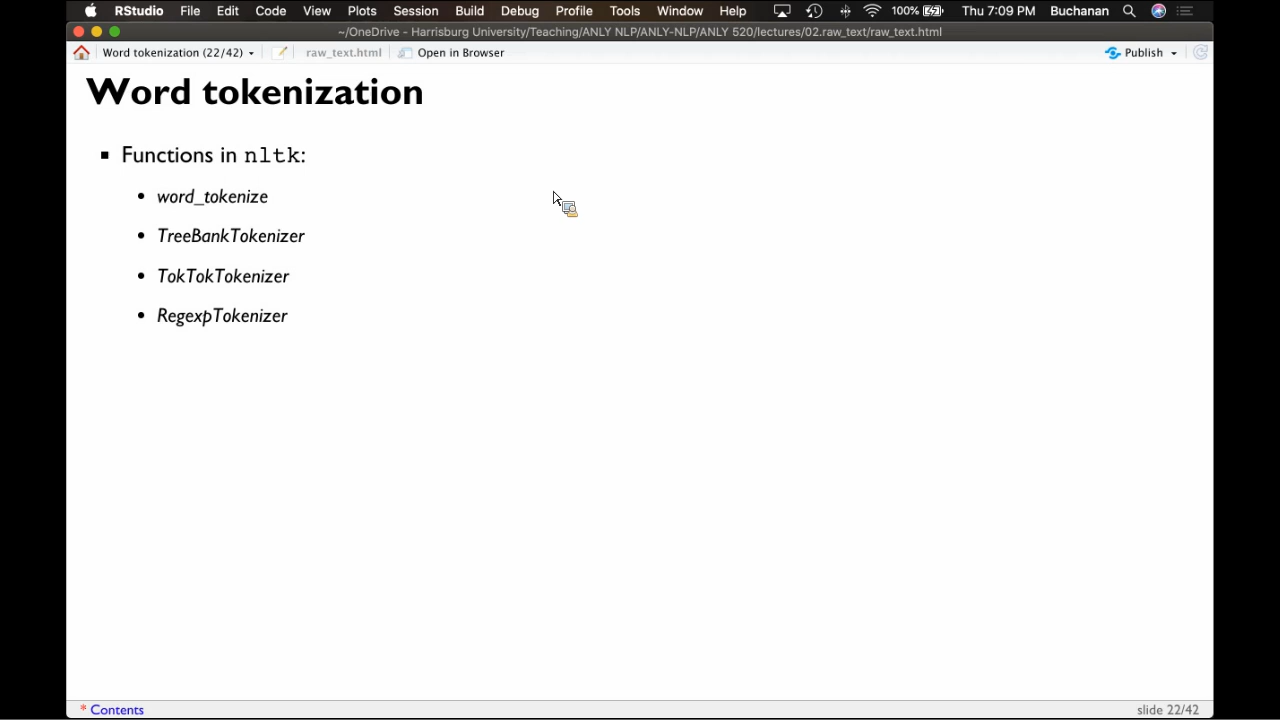 RStudio File Edit Code View Plots Session Build Debug Profile Tools Window Help 100% Thu 7:09 PM Buchanan
~/OneDrive - Harrisburg University/Teaching/ANLY NLP/ANLY-NLP/ANLY 520/lectures/02.raw_text/raw_text.html
Word tokenization (22/42) raw_text.html Open in Browser Publish
Word tokenization
Functions in nltk:
• word_tokenize
• TreeBankTokenizer
• TokTokTokenizer
• RegexpTokenizer
* Contents slide 22/42